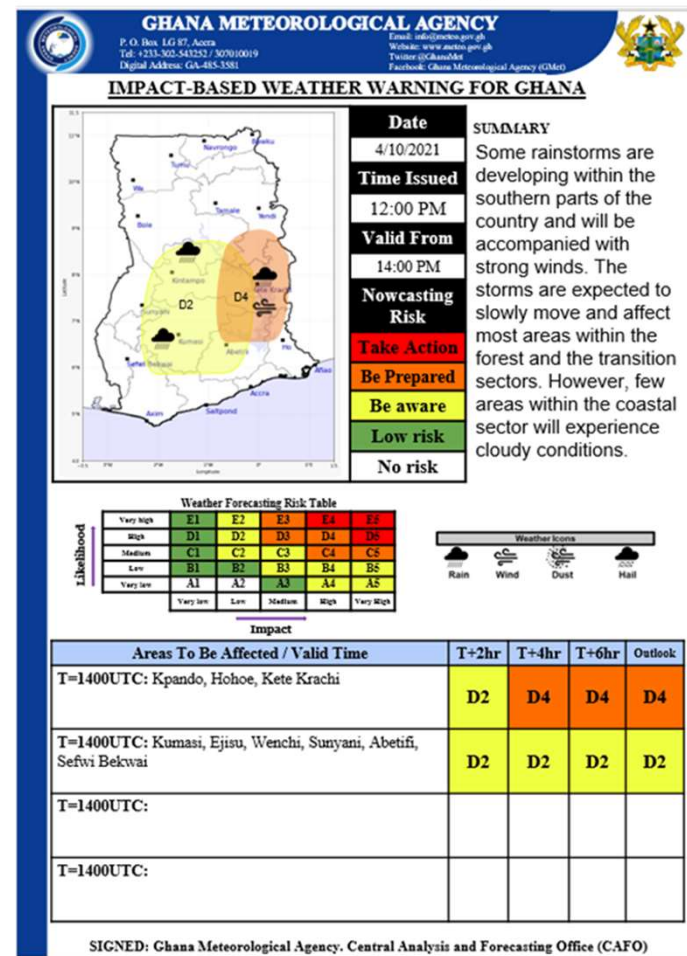 GHANA METEOROLOGICAL AGENCY
P. O. Box LG 87, Accra
Tel: +233-302-543252 / 307010019
Digital Address: GA-485-3581
Email: info@meteo.gov.gh
Website: www.meteo.gov.gh
Twitter:@GhanaMet
Facebook: Ghana Meteorological Agency (GMet)
IMPACT-BASED WEATHER WARNING FOR GHANA
Navrongo
Bawku
Tumu
Wa
Tamale
Yendi
Bole
Kintampo
Kete Krachi
D2
D4
Sunyani
Kumasi
Abetifi
Ho
Sefwi Bekwai
Aflao
Accra
Saltpond
Axim
Latitude
Longitude
Date
4/10/2021
Time Issued
12:00 PM
Valid From
14:00 PM
Nowcasting
Risk
Take Action
Be Prepared
Be aware
Low risk
No risk
SUMMARY
Some rainstorms are
developing within the
southern parts of the
country and will be
accompanied with
strong winds. The
storms are expected to
slowly move and affect
most areas within the
forest and the transition
sectors. However, few
areas within the coastal
sector will experience
cloudy conditions.
Weather Forecasting Risk Table
Likelihood
Very high E1 E2 E3 E4 E5
High D1 D2 D3 D4 D5
Medium C1 C2 C3 C4 C5
Low B1 B2 B3 B4 B5
Very low A1 A2 A3 A4 A5
Very low Low Medium High Very High
Impact
Weather Icons
Rain Wind Dust Hail
Areas To Be Affected / Valid Time T+2hr T+4hr T+6hr Outlook
T=1400UTC: Kpando, Hohoe, Kete Krachi
D2 D4 D4 D4
T=1400UTC: Kumasi, Ejisu, Wenchi, Sunyani, Abetifi,
Sefwi Bekwai
D2 D2 D2 D2
T=1400UTC:
T=1400UTC:
SIGNED: Ghana Meteorological Agency. Central Analysis and Forecasting Office (CAFO)